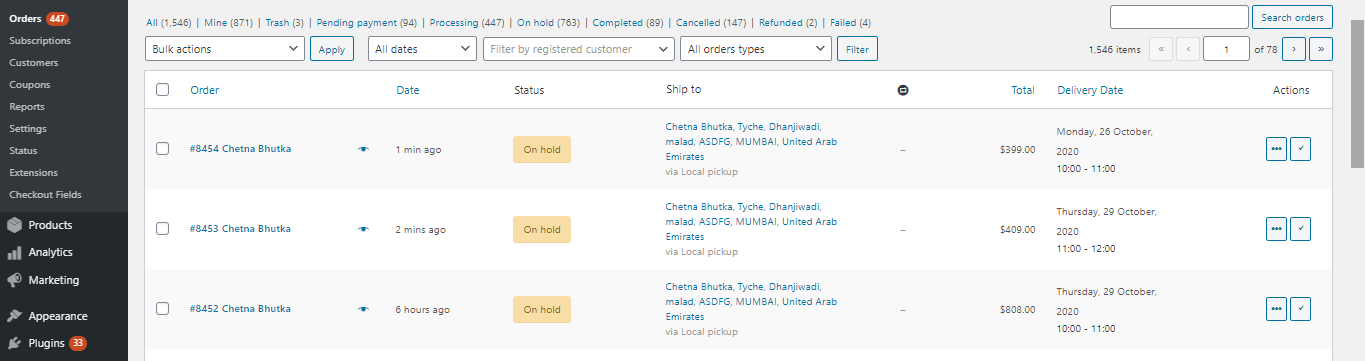 Orders 447
Subscriptions
Customers
Coupons
Reports
Settings
Status
Extensions
Checkout Fields
Products
Analytics
Marketing
Appearance
Plugins 33
All (1,546) | Mine (871) | Trash (3) | Pending payment (94) | Processing (447) | On hold (763) | Completed (89) | Cancelled (147) | Refunded (2) | Failed (4)
Search orders
Bulk actions Apply All dates Filter by registered customer All orders types Filter
1,546 items « ‹ 1 of 78 › »
Order Date Status Ship to Total Delivery Date Actions
#8454 Chetna Bhutka
1 min ago
On hold
Chetna Bhutka, Tyche, Dhanjiwadi,
malad, ASDFG, MUMBAI, United Arab
Emirates
via Local pickup
–
$399.00
Monday, 26 October,
2020
10:00 - 11:00
#8453 Chetna Bhutka
2 mins ago
On hold
Chetna Bhutka, Tyche, Dhanjiwadi,
malad, ASDFG, MUMBAI, United Arab
Emirates
via Local pickup
–
$409.00
Thursday, 29 October,
2020
11:00 - 12:00
#8452 Chetna Bhutka
6 hours ago
On hold
Chetna Bhutka, Tyche, Dhanjiwadi,
malad, ASDFG, MUMBAI, United Arab
Emirates
via Local pickup
–
$808.00
Thursday, 29 October,
2020
10:00 - 11:00